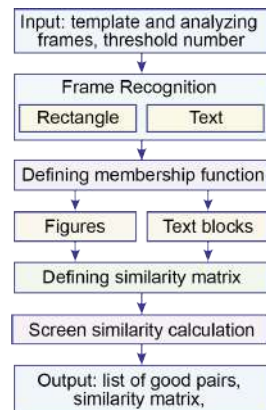 Input: template and analyzing
frames, threshold number
Frame Recognition
Rectangle Text
Defining membership function
Figures Text blocks
Defining similarity matrix
Screen similarity calculation
Output: list of good pairs,
similarity matrix,